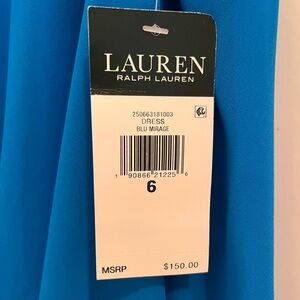 LAUREN
RALPH LAUREN
250663181003
DRESS
BLU MIRAGE
1 90866 21225 6
6
MSRP $150.00